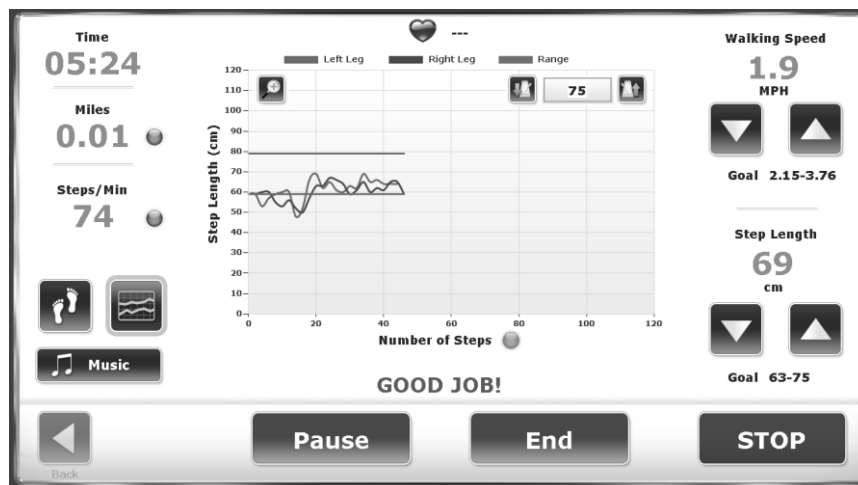 Time
05:24
Miles
0.01
Steps/Min
74
Music
---
Left Leg Right Leg Range
75
Step Length (cm)
120
110
100
90
80
70
60
50
40
30
20
10
0
0 20 40 60 80 100 120
Number of Steps
GOOD JOB!
Walking Speed
1.9
MPH
Goal 2.15-3.76
Step Length
69
cm
Goal 63-75
Back
Pause
End
STOP